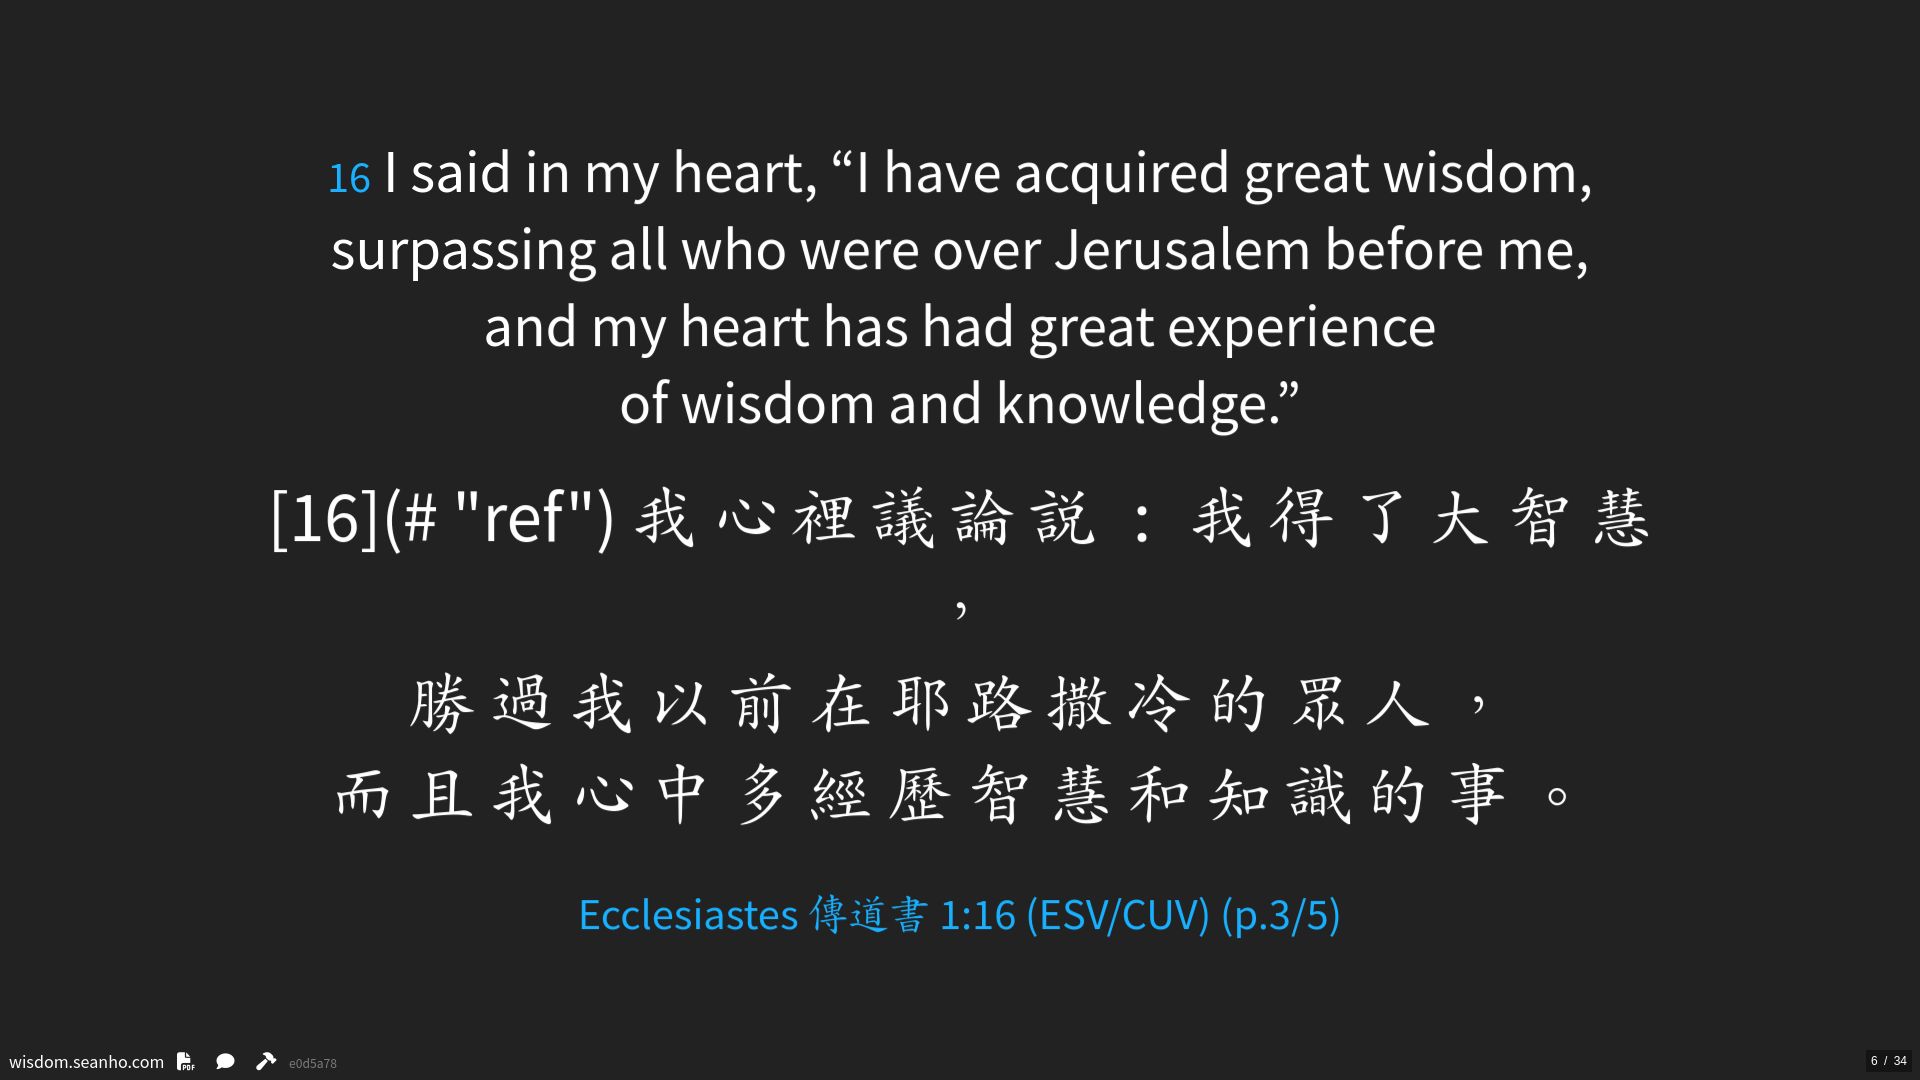 16 I said in my heart, “I have acquired great wisdom,
surpassing all who were over Jerusalem before me,
and my heart has had great experience
of wisdom and knowledge.”
[16](# "ref") 我心裡議論説：我得了大智慧
，
勝過我以前在耶路撒冷的眾人，
而且我心中多經歷智慧和知識的事。
Ecclesiastes 傳道書 1:16 (ESV/CUV) (p.3/5)
wisdom.seanho.com PDF e0d5a78
6 / 34